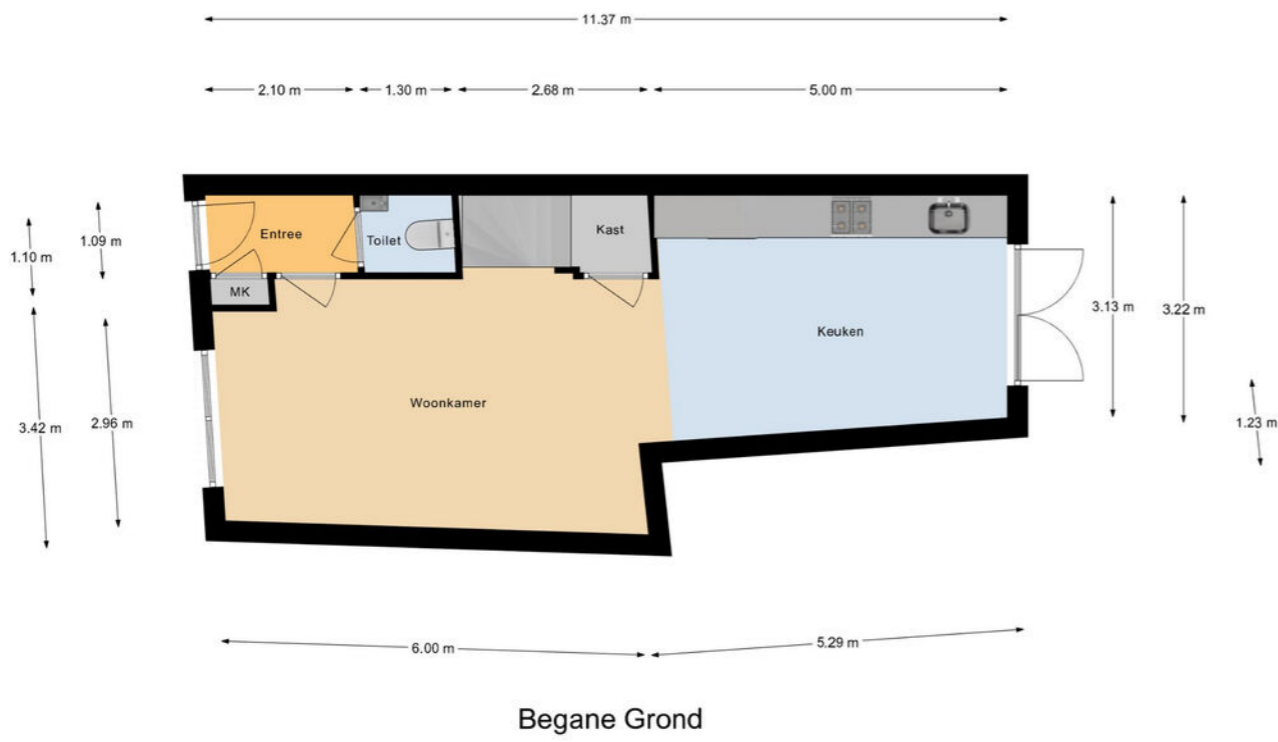 11.37 m
2.10 m
1.30 m
2.68 m
5.00 m
1.10 m
1.09 m
Entree
Toilet
Kast
MK
3.13 m
3.22 m
Keuken
Woonkamer
3.42 m
2.96 m
1.23 m
6.00 m
5.29 m
Begane Grond